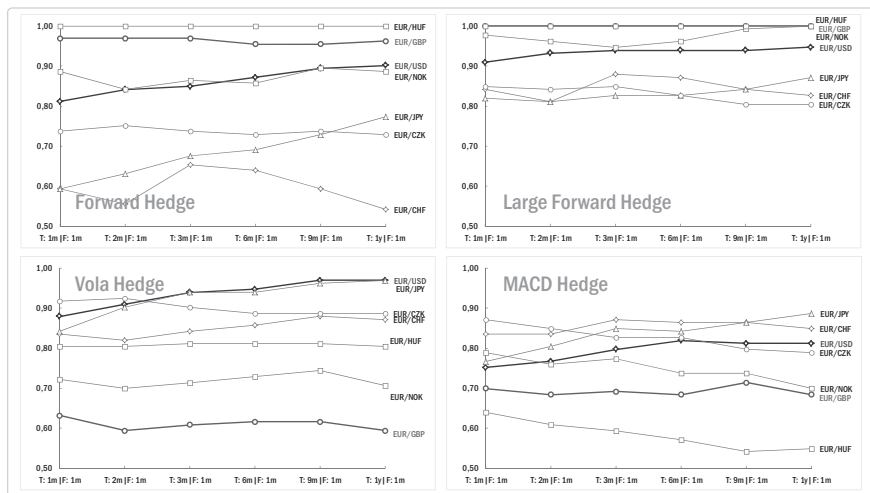 1,00
0,90
0,80
0,70
0,60
0,50
EUR/HUF
EUR/GBP
EUR/USD
EUR/NOK
EUR/JPY
EUR/CZK
EUR/CHF
Forward Hedge
T: 1m|F: 1m T: 2m|F: 1m T: 3m|F: 1m T: 6m|F: 1m T: 9m|F: 1m T: 1y|F: 1m
1,00
0,90
0,80
0,70
0,60
0,50
EUR/HUF
EUR/GBP
EUR/NOK
EUR/USD
EUR/JPY
EUR/CHF
EUR/CZK
Large Forward Hedge
T: 1m|F: 1m T: 2m|F: 1m T: 3m|F: 1m T: 6m|F: 1m T: 9m|F: 1m T: 1y|F: 1m
1,00
0,90
0,80
0,70
0,60
0,50
Vola Hedge
EUR/USD
EUR/JPY
EUR/CZK
EUR/CHF
EUR/HUF
EUR/NOK
EUR/GBP
T: 1m|F: 1m T: 2m|F: 1m T: 3m|F: 1m T: 6m|F: 1m T: 9m|F: 1m T: 1y|F: 1m
1,00
0,90
0,80
0,70
0,60
0,50
MACD Hedge
EUR/JPY
EUR/CHF
EUR/USD
EUR/CZK
EUR/NOK
EUR/GBP
EUR/HUF
T: 1m|F: 1m T: 2m|F: 1m T: 3m|F: 1m T: 6m|F: 1m T: 9m|F: 1m T: 1y|F: 1m